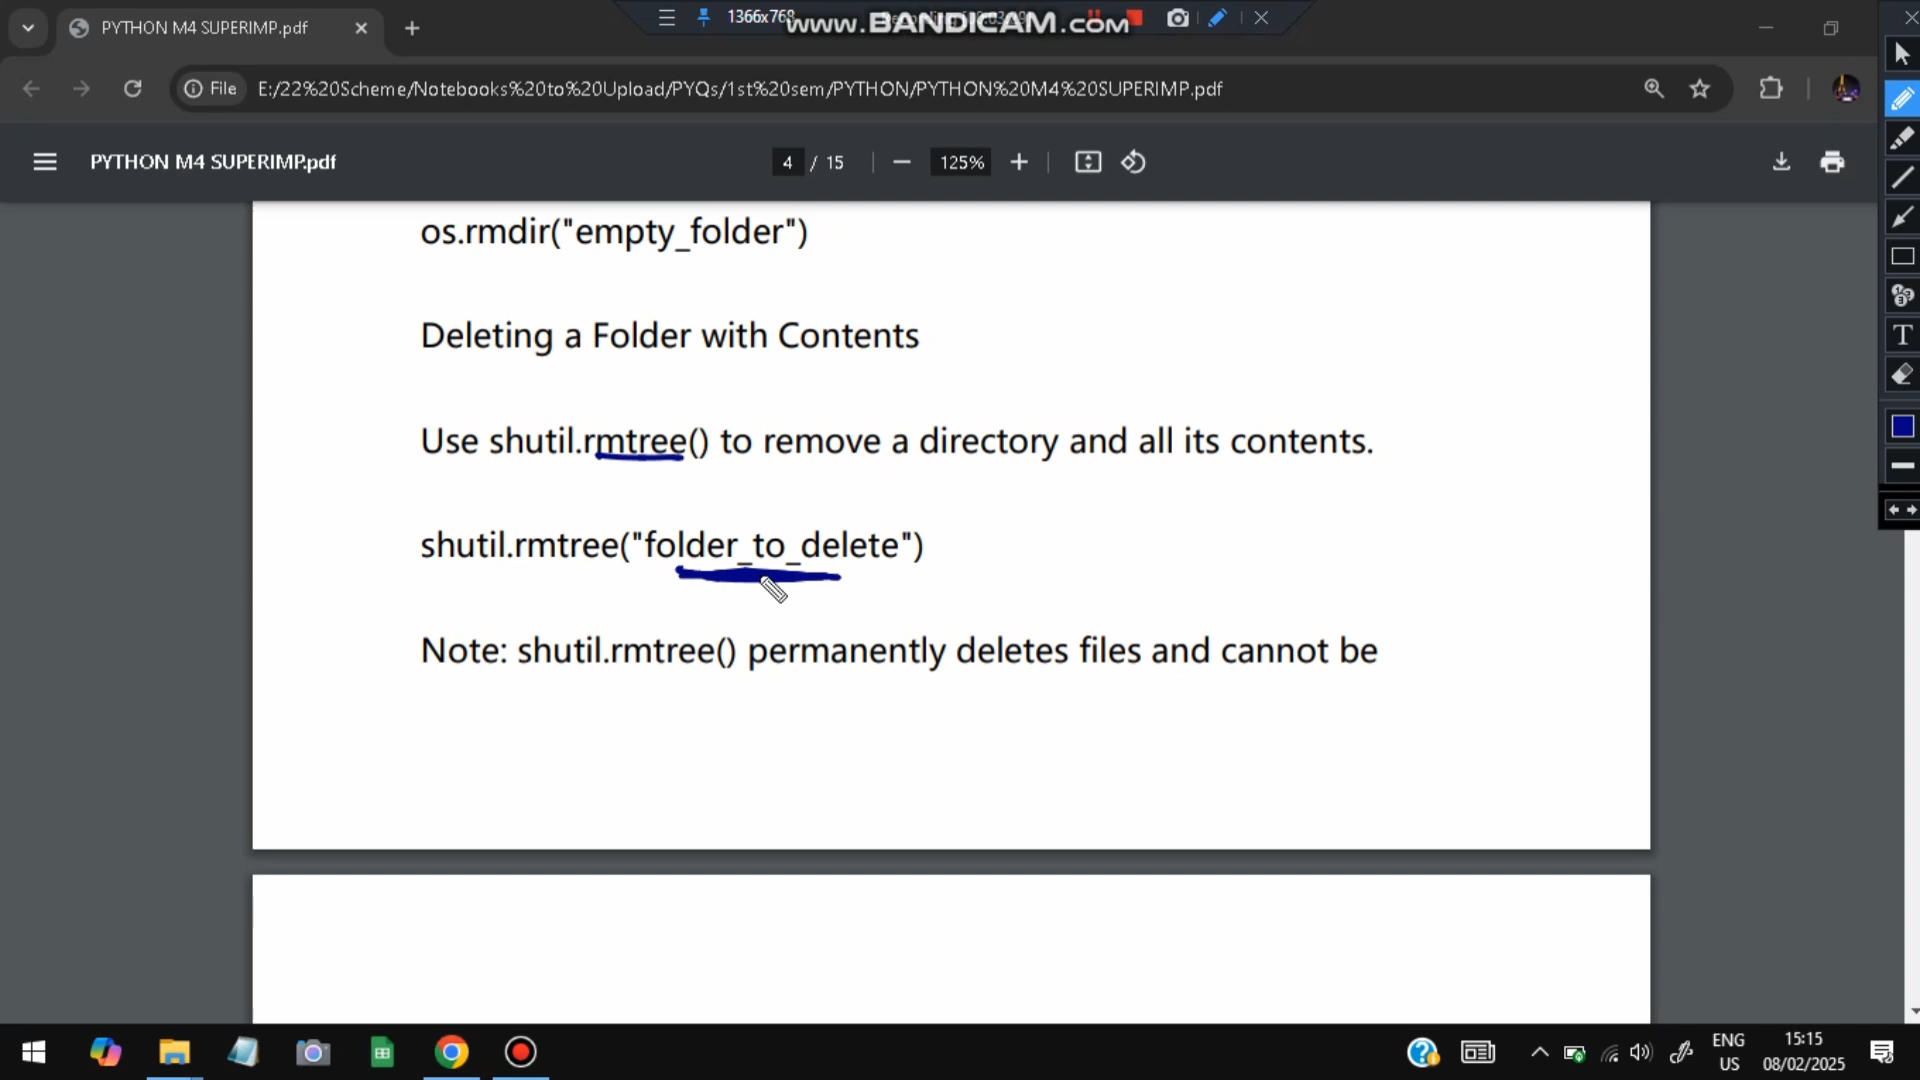 PYTHON M4 SUPERIMP.pdf
1366x768
www.BANDICAM.com
File
E:/22%20Scheme/Notebooks%20to%20Upload/PYQs/1st%20sem/PYTHON/PYTHON%20M4%20SUPERIMP.pdf
PYTHON M4 SUPERIMP.pdf
4 / 15
125%
os.rmdir("empty_folder")
Deleting a Folder with Contents
Use shutil.rmtree() to remove a directory and all its contents.
shutil.rmtree("folder_to_delete")
Note: shutil.rmtree() permanently deletes files and cannot be
T
ENG
US
15:15
08/02/2025